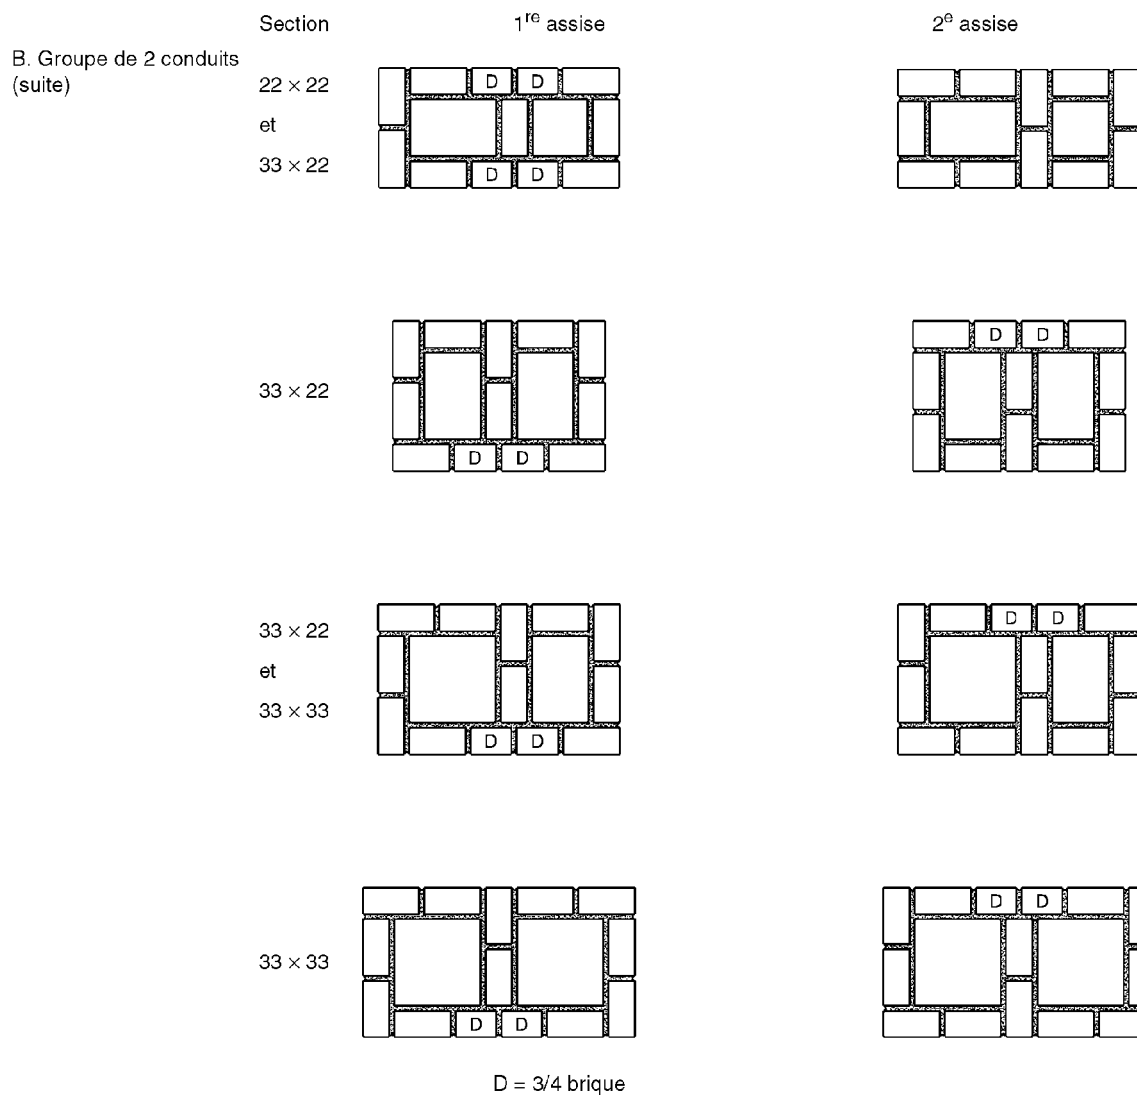 Section 1re assise 2e assise
B. Groupe de 2 conduits
(suite)
22 × 22
et
33 × 22
D D
D D
33 × 22
D D
D D
33 × 22
et
33 × 33
D D
D D
33 × 33
D D
D D
D = 3/4 brique